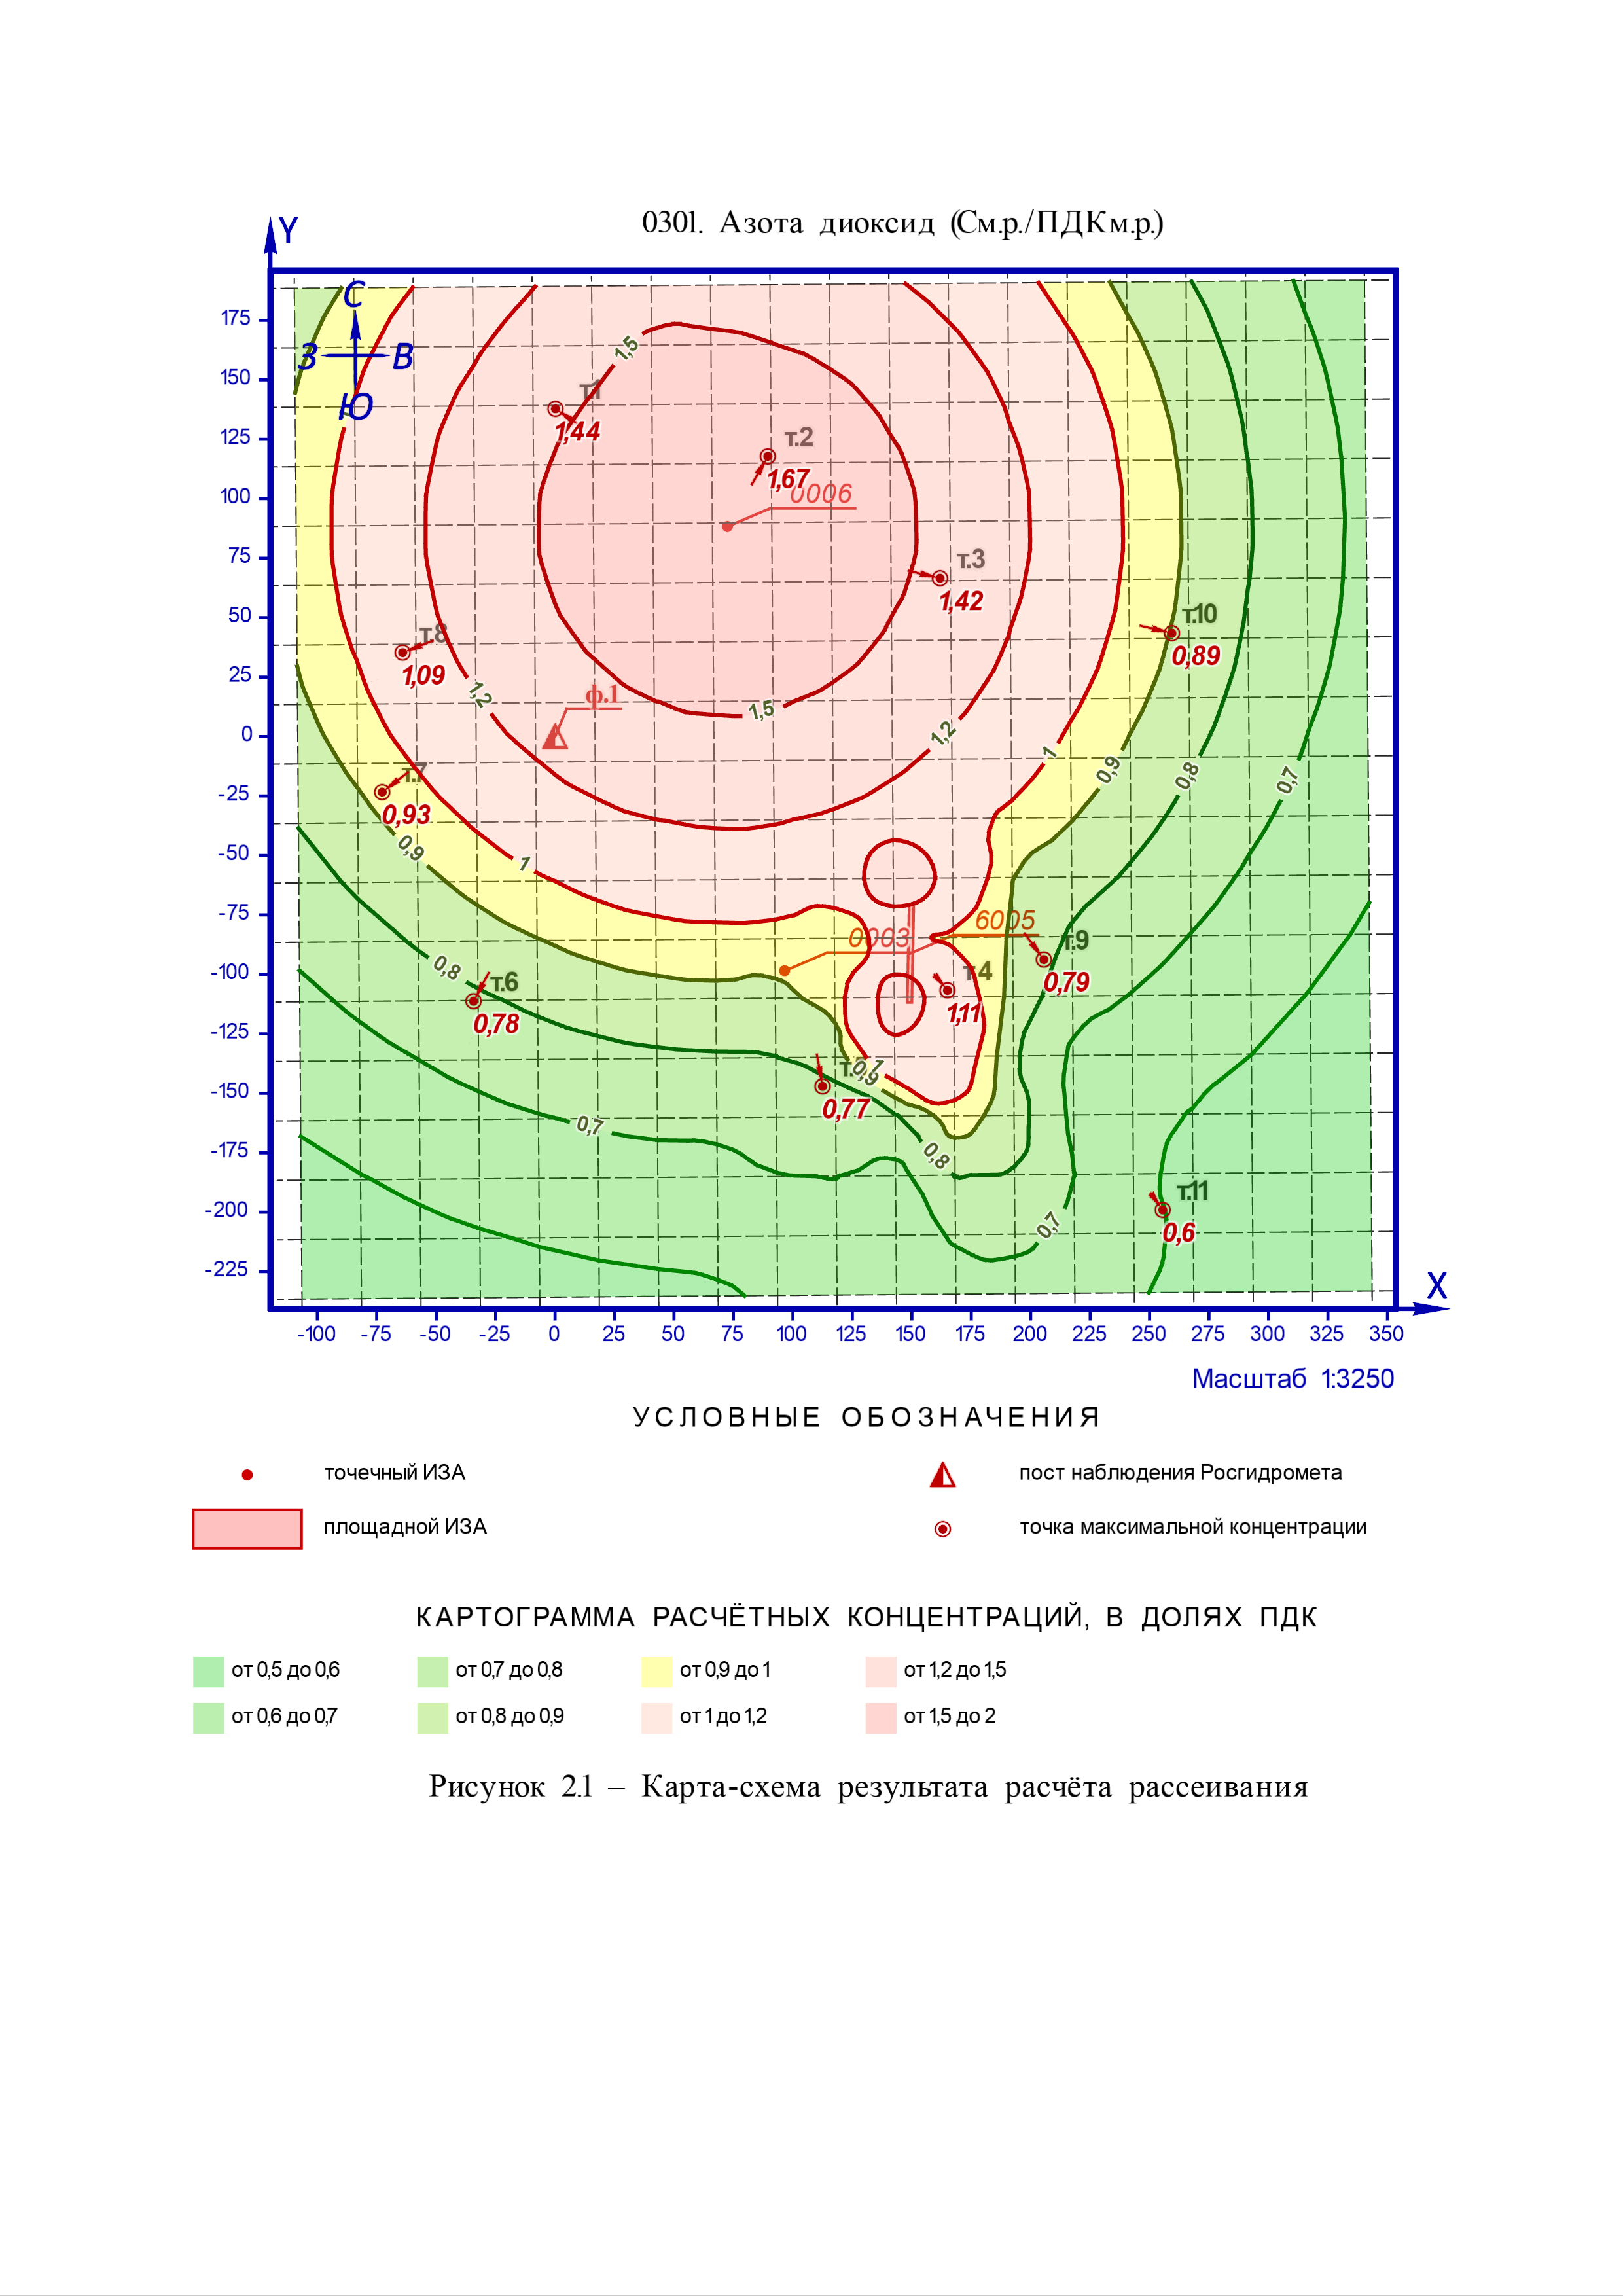 0301. Азота диоксид (См.р./ПДКм.р.)
Y
С
З В
Ю
175
150
125
100
75
50
25
0
-25
-50
-75
-100
-125
-150
-175
-200
-225
1,5
т.1
1,44
т.2
1,67
0006
т.3
1,42
т.10
0,89
т.8
1,09
1,2
ф.1
1,5
1,2
1
0,9
0,8
0,7
т.7
0,93
0,9
1
0003
6005
т.9
0,79
0,8
т.6
0,78
т.4
1,11
1
0,9
0,77
0,7
0,8
0,7
т.11
0,6
X
-100 -75 -50 -25 0 25 50 75 100 125 150 175 200 225 250 275 300 325 350
Масштаб 1:3250
УСЛОВНЫЕ ОБОЗНАЧЕНИЯ
точечный ИЗА
пост наблюдения Росгидромета
площадной ИЗА
точка максимальной концентрации
КАРТОГРАММА РАСЧЁТНЫХ КОНЦЕНТРАЦИЙ, В ДОЛЯХ ПДК
от 0,5 до 0,6 от 0,7 до 0,8 от 0,9 до 1 от 1,2 до 1,5
от 0,6 до 0,7 от 0,8 до 0,9 от 1 до 1,2 от 1,5 до 2
Рисунок 2.1 – Карта-схема результата расчёта рассеивания